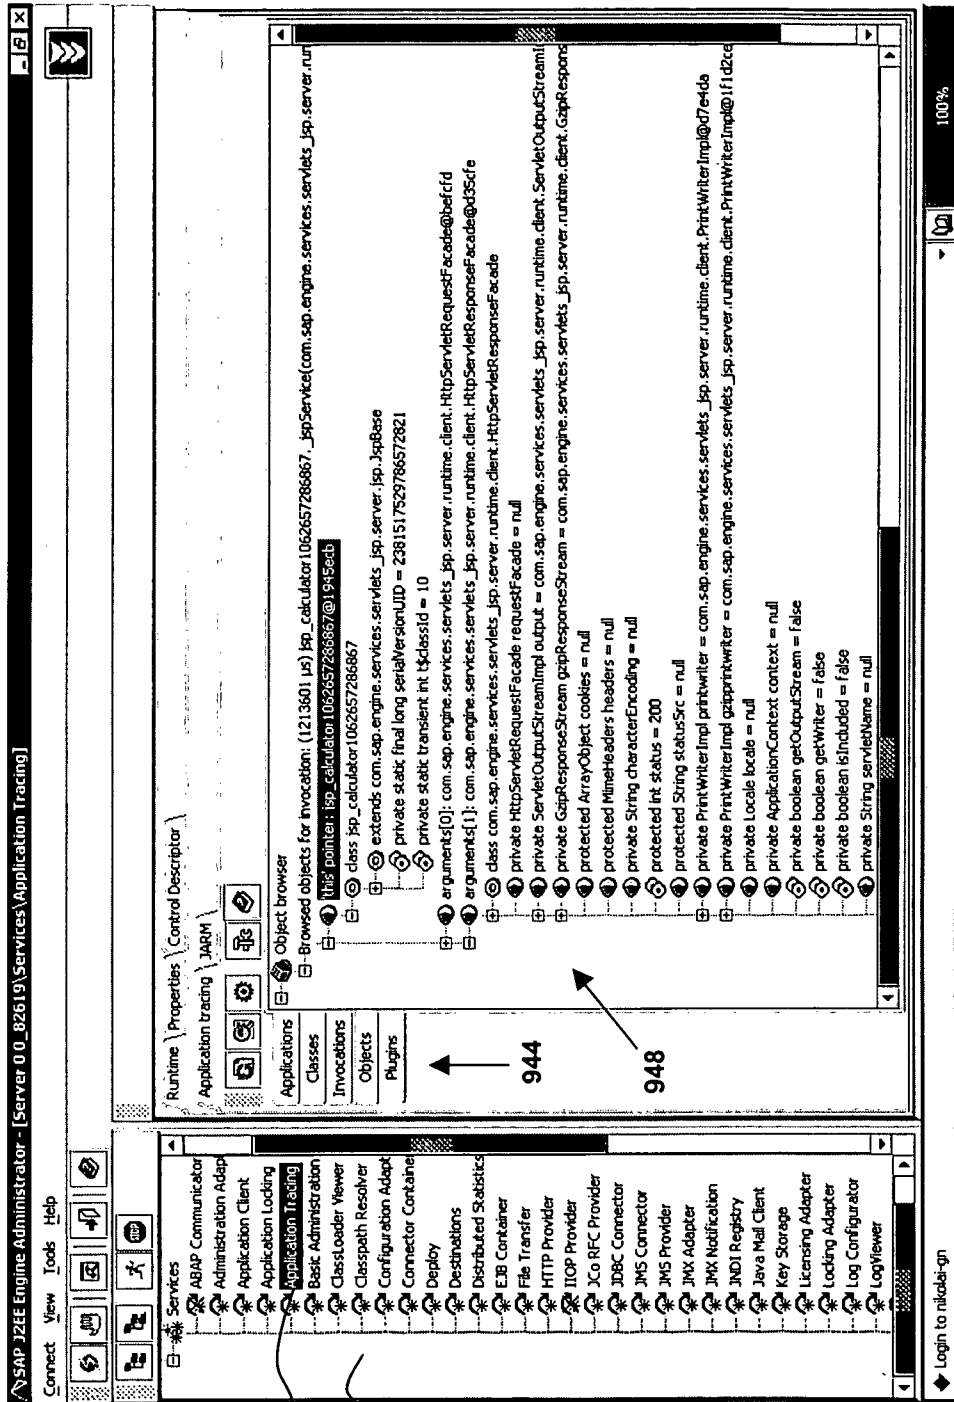 SAP J2EE Engine Administrator - [Server 0 0_82619\Services\Application Tracing]
Connect View Tools Help
Services
ABAP Communicator
Administration Adapt
Application Client
Application Locking
Application Tracing
Basic Administration
ClassLoader Viewer
Classpath Resolver
Configuration Adapt
Connector Container
Deploy
Destinations
Distributed Statistics
EJB Container
File Transfer
HTTP Provider
IIOP Provider
JCo RFC Provider
JDBC Connector
JMS Connector
JMS Provider
JMX Adapter
JMX Notification
JNDI Registry
Java Mail Client
Key Storage
Licensing Adapter
Locking Adapter
Log Configurator
LogViewer
Runtime Properties Control Descriptor
Application tracing JARM
Applications
Classes
Invocations
Objects
Plugins
944
948
Object browser
Browsed objects for invocation: (1213601 µs) jsp_calculator1062657286867._jspService(com.sap.engine.services.servlets_jsp.server.run
'this' pointer: jsp_calculator1062657286867@1945ecb
class jsp_calculator1062657286867
extends com.sap.engine.services.servlets_jsp.server.jsp.JspBase
private static final long serialVersionUID = 2381517529786572821
private static transient int t$classId = 10
arguments[0]: com.sap.engine.services.servlets_jsp.server.runtime.client.HttpServletRequestFacade@befcfd
arguments[1]: com.sap.engine.services.servlets_jsp.server.runtime.client.HttpServletResponseFacade@d35cfe
class com.sap.engine.services.servlets_jsp.server.runtime.client.HttpServletResponseFacade
private HttpServletRequestFacade requestFacade = null
private ServletOutputStreamImpl output = com.sap.engine.services.servlets_jsp.server.runtime.client.ServletOutputStreamI
private GzipResponseStream gzipResponseStream = com.sap.engine.services.servlets_jsp.server.runtime.client.GzipRespons
protected ArrayObject cookies = null
protected MimeHeaders headers = null
private String characterEncoding = null
protected int status = 200
protected String statusSrc = null
private PrintWriterImpl printwriter = com.sap.engine.services.servlets_jsp.server.runtime.client.PrintWriterImpl@d7e4da
private PrintWriterImpl gzipprintwriter = com.sap.engine.services.servlets_jsp.server.runtime.client.PrintWriterImpl@1f1d2ce
private Locale locale = null
private ApplicationContext context = null
private boolean getOutputStream = false
private boolean getWriter = false
private boolean isIncluded = false
private String servletName = null
Login to nikolai-gn
100%